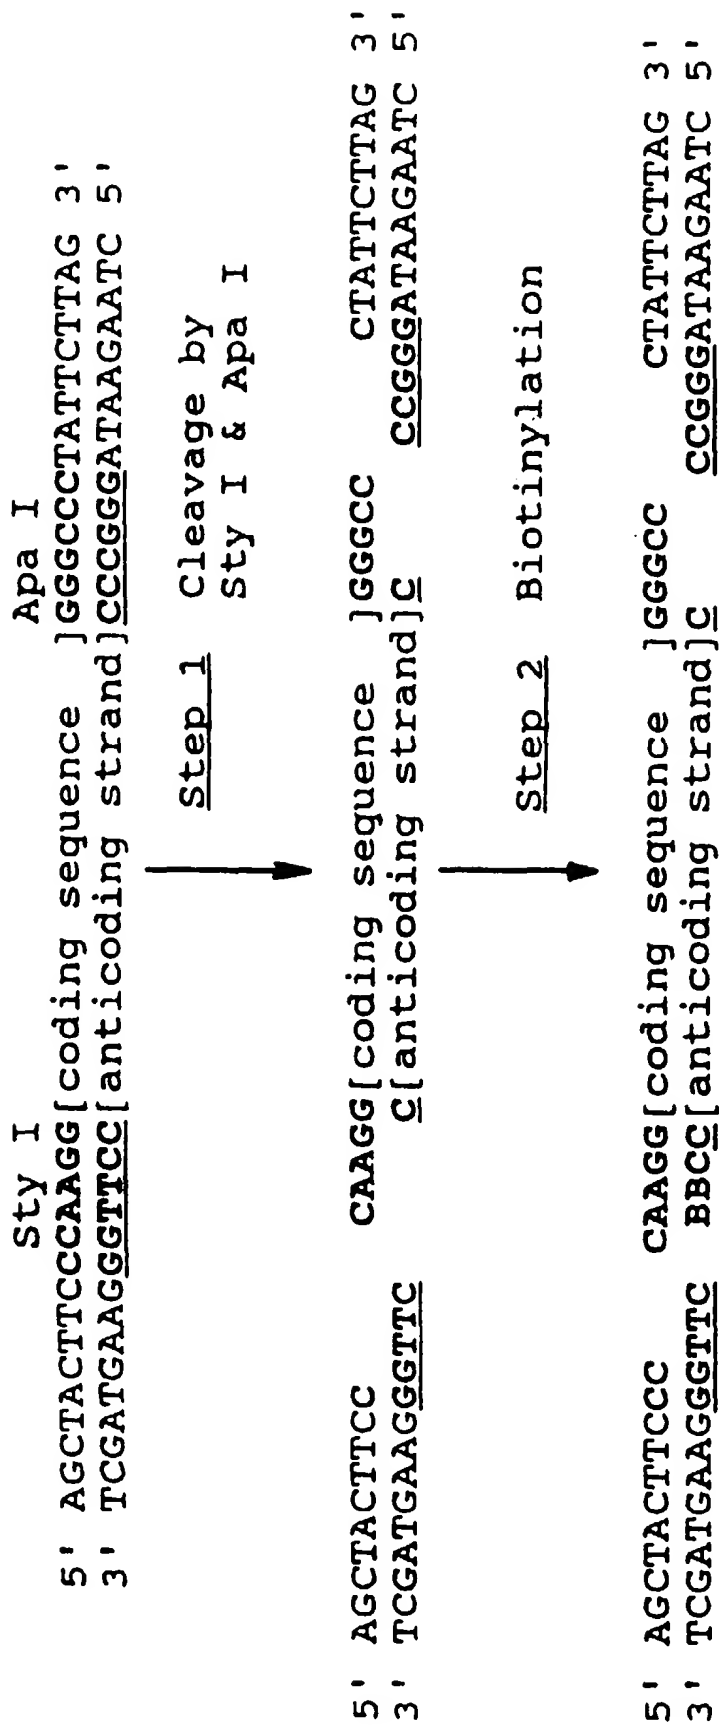 Sty I Apa I
5' AGCTACTTCCCAAGG[coding sequence ]GGGCCCTATTCTTAG 3'
3' TCGATGAAGGGTTCC[anticoding strand]CCCGGGATAAGAATC 5'
Step 1 Cleavage by
Sty I & Apa I
5' AGCTACTTCC CAAGG[coding sequence ]GGGCC CTATTCTTAG 3'
3' TCGATGAAGGGTTC C[anticoding strand]C CCGGGATAAGAATC 5'
Step 2 Biotinylation
5' AGCTACTTCCC CAAGG[coding sequence ]GGGCC CTATTCTTAG 3'
3' TCGATGAAGGGTTC BBCC[anticoding strand]C CCGGGATAAGAATC 5'